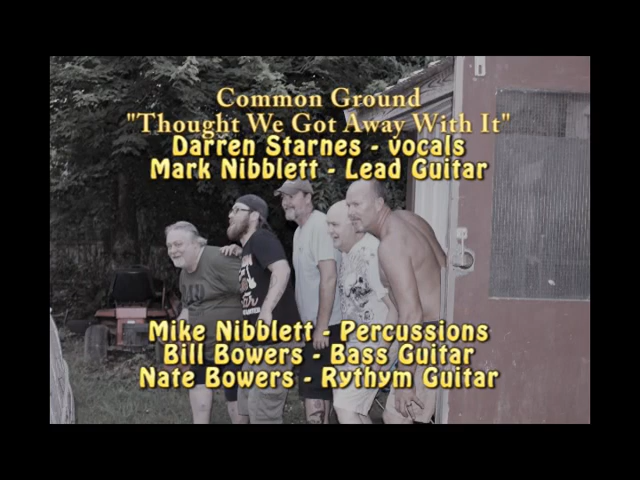 Common Ground
"Thought We Got Away With It"
Darren Starnes - vocals
Mark Nibblett - Lead Guitar
Mike Nibblett - Percussions
Bill Bowers - Bass Guitar
Nate Bowers - Rythym Guitar